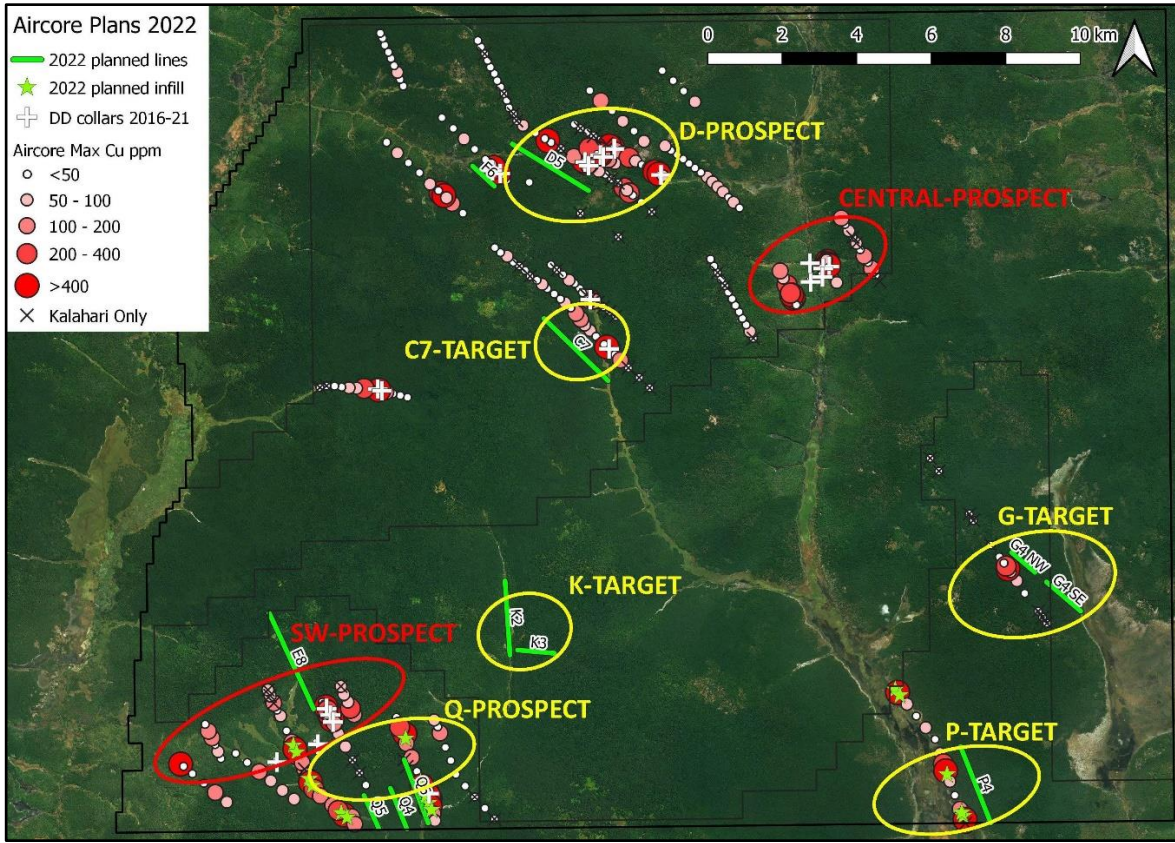 Aircore Plans 2022
2022 planned lines
2022 planned infill
DD collars 2016-21
Aircore Max Cu ppm
<50
50 - 100
100 - 200
200 - 400
>400
Kalahari Only
0 2 4 6 8 10 km
D-PROSPECT
D5
F6
CENTRAL-PROSPECT
C7-TARGET
C7
G-TARGET
G4 NW
G4 SE
K-TARGET
K2
K3
SW-PROSPECT
E8
Q-PROSPECT
Q5
Q4
Q3
P-TARGET
P4